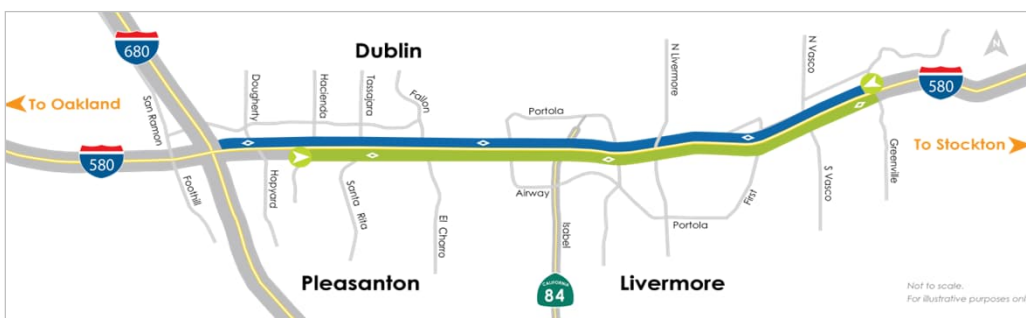 680
Dublin
To Oakland
San Ramon
Dougherty
Hacienda
Tassajara
Fallon
Portola
N Livermore
N Vasco
N
580
580
To Stockton
Foothill
Hopyard
Santa Rita
El Charro
Airway
Isabel
First
Portola
S Vasco
Greenville
Pleasanton
CALIFORNIA
84
Livermore
Not to scale.
For illustrative purposes onl